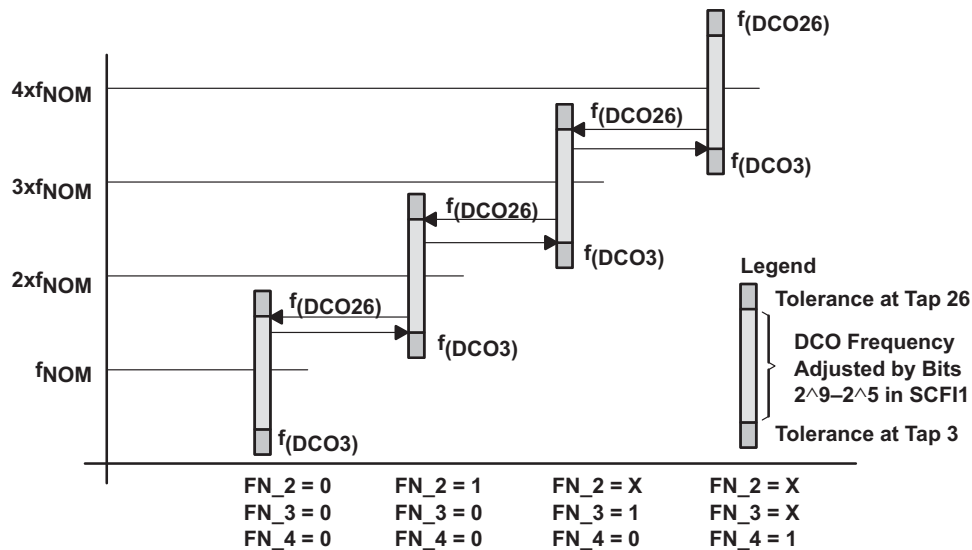 f(DCO26)
4xfNOM
f(DCO26)
f(DCO3)
3xfNOM
f(DCO26)
f(DCO3)
2xfNOM
f(DCO26)
f(DCO3)
fNOM
f(DCO3)
Legend
Tolerance at Tap 26
DCO Frequency
Adjusted by Bits
2^9–2^5 in SCFI1
Tolerance at Tap 3
FN_2 = 0 FN_2 = 1 FN_2 = X FN_2 = X
FN_3 = 0 FN_3 = 0 FN_3 = 1 FN_3 = X
FN_4 = 0 FN_4 = 0 FN_4 = 0 FN_4 = 1